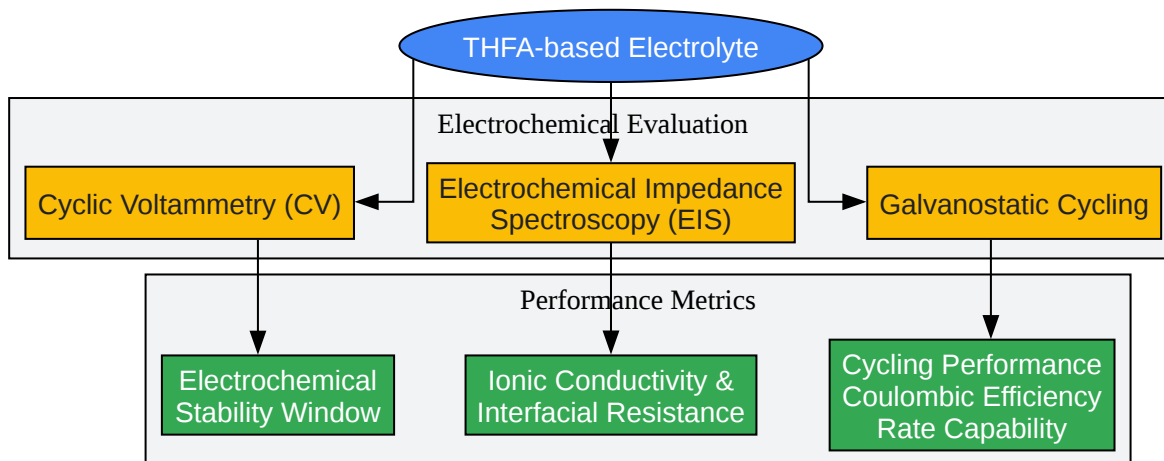 THFA-based Electrolyte
Electrochemical Evaluation
Cyclic Voltammetry (CV)
Electrochemical Impedance
Spectroscopy (EIS)
Galvanostatic Cycling
Performance Metrics
Electrochemical
Stability Window
Ionic Conductivity &
Interfacial Resistance
Cycling Performance
Coulombic Efficiency
Rate Capability